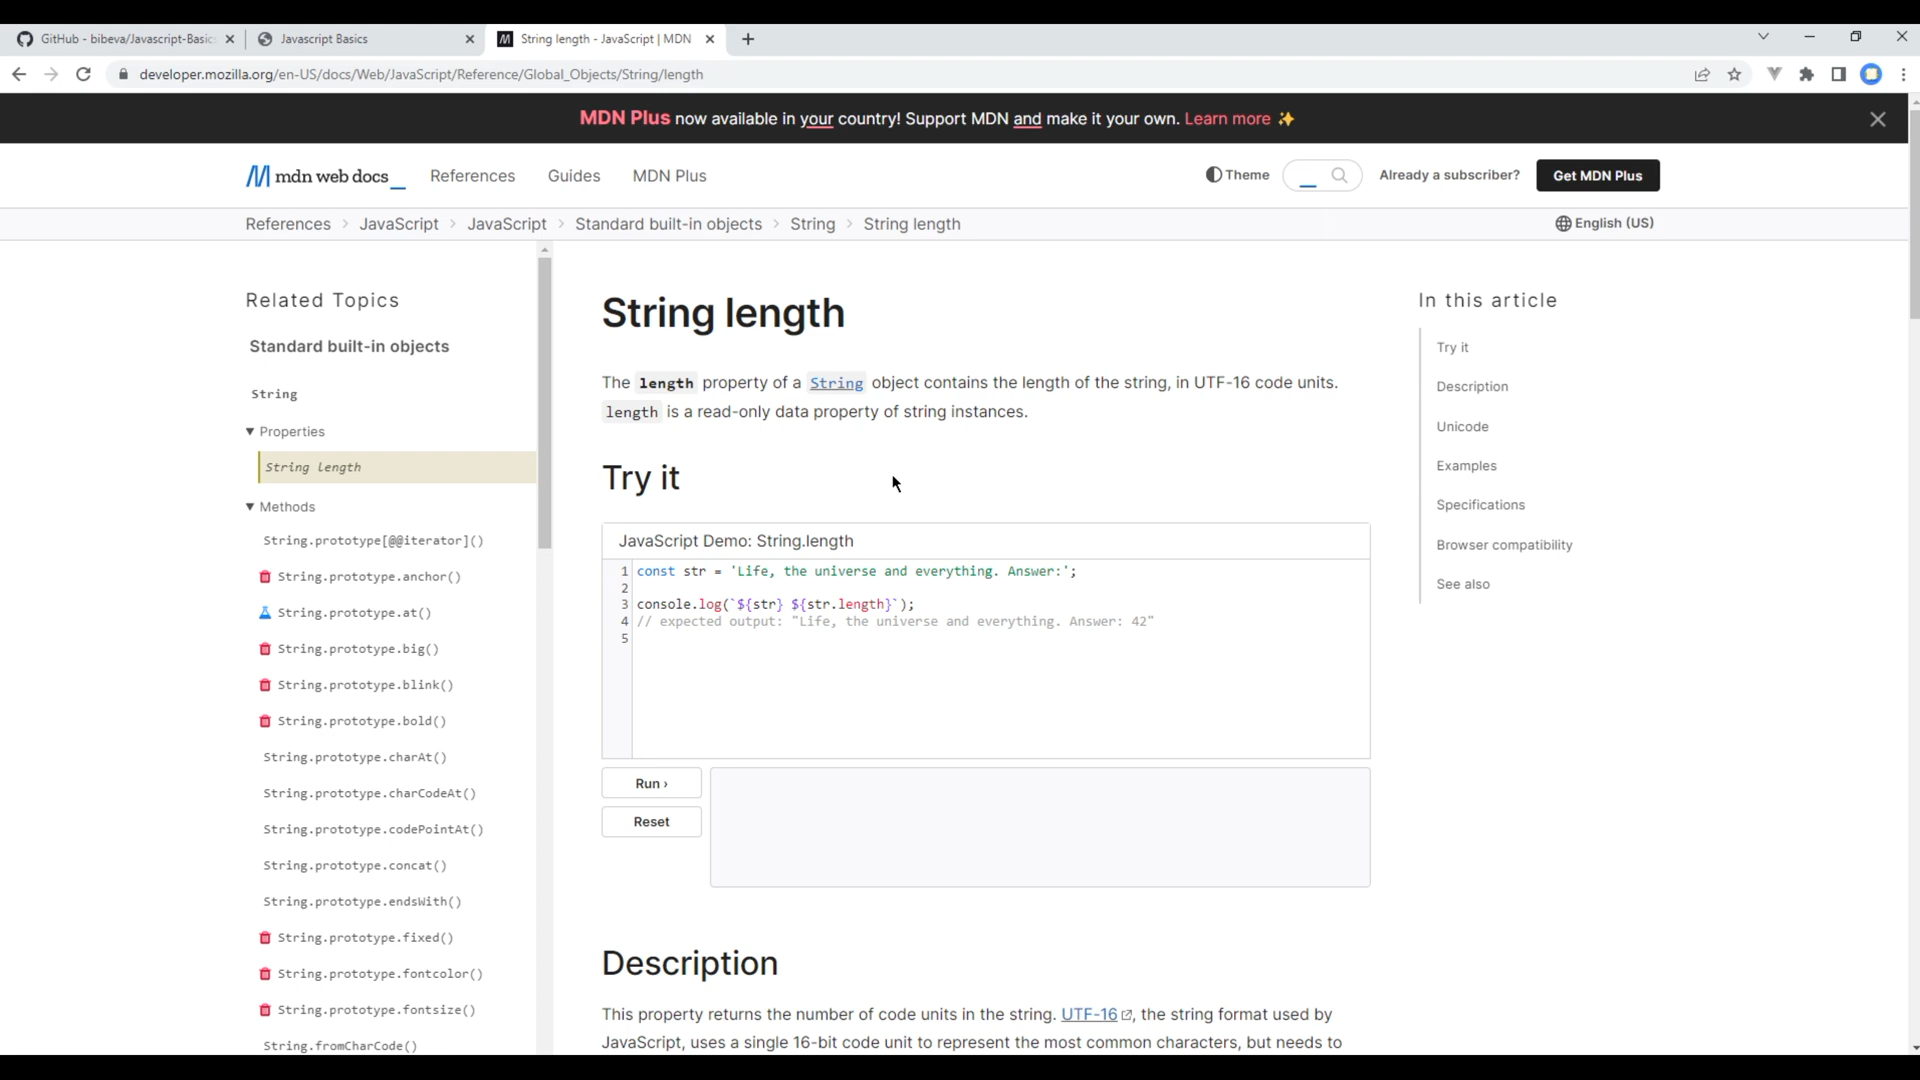 GitHub - bibeva/Javascript-Basic
Javascript Basics
String length - JavaScript | MDN
developer.mozilla.org/en-US/docs/Web/JavaScript/Reference/Global_Objects/String/length
MDN Plus now available in your country! Support MDN and make it your own. Learn more ✨
mdn web docs_
References
Guides
MDN Plus
Theme
Already a subscriber?
Get MDN Plus
References > JavaScript > JavaScript > Standard built-in objects > String > String length
English (US)
Related Topics
Standard built-in objects
String
Properties
String length
Methods
String.prototype[@@iterator]()
String.prototype.anchor()
String.prototype.at()
String.prototype.big()
String.prototype.blink()
String.prototype.bold()
String.prototype.charAt()
String.prototype.charCodeAt()
String.prototype.codePointAt()
String.prototype.concat()
String.prototype.endsWith()
String.prototype.fixed()
String.prototype.fontcolor()
String.prototype.fontsize()
String.fromCharCode()
String length
The length property of a String object contains the length of the string, in UTF-16 code units.
length is a read-only data property of string instances.
Try it
JavaScript Demo: String.length
1 const str = 'Life, the universe and everything. Answer:';
2
3 console.log(`${str} ${str.length}`);
4 // expected output: "Life, the universe and everything. Answer: 42"
5
Run ›
Reset
Description
This property returns the number of code units in the string. UTF-16, the string format used by
JavaScript, uses a single 16-bit code unit to represent the most common characters, but needs to
In this article
Try it
Description
Unicode
Examples
Specifications
Browser compatibility
See also